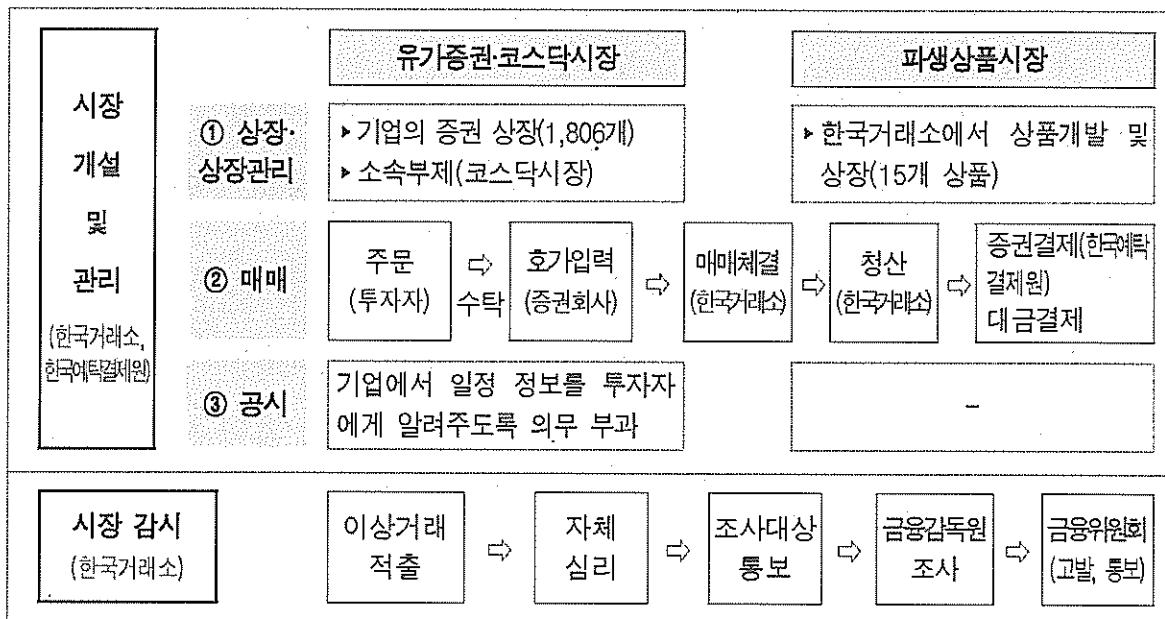 유가증권·코스닥시장
파생상품시장
시장
개설
및
관리
(한국거래소,
한국예탁결제원)
① 상장·
상장관리
▸기업의 증권 상장(1,806개)
▸소속부제(코스닥시장)
▸한국거래소에서 상품개발 및
상장(15개 상품)
② 매매
주문
(투자자)
⇨
수탁
호가입력
(증권회사)
⇨
매매체결
(한국거래소)
⇨
청산
(한국거래소)
⇨
증권결제(한국예탁
결제원)
대금결제
③ 공시
기업에서 일정 정보를 투자자
에게 알려주도록 의무 부과
–
시장 감시
(한국거래소)
이상거래
적출
⇨
자체
심리
⇨
조사대상
통보
⇨
금융감독원
조사
⇨
금융위원회
(고발, 통보)